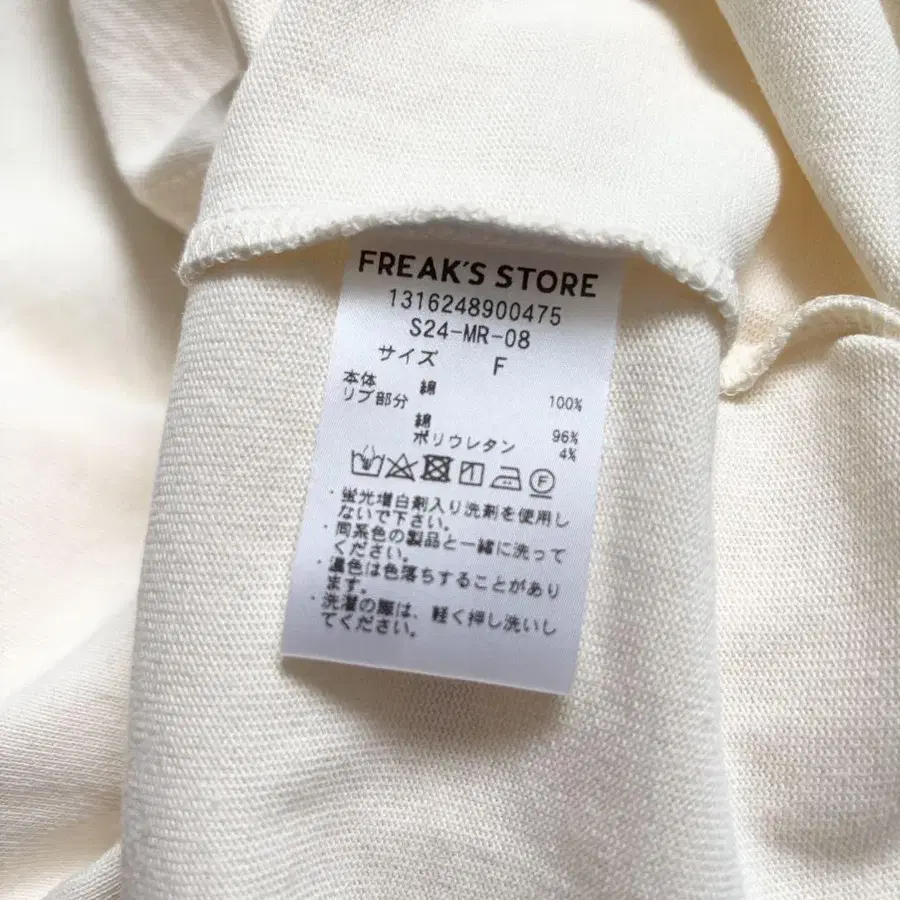 FREAK'S STORE
1316248900475
S24-MR-08
サイズ F
本体 綿 100%
リブ部分
綿 96%
ポリウレタン 4%
F
・蛍光増白剤入り洗剤を使用し
ないで下さい。
・同系色の製品と一緒に洗って
ください。
・濃色は色落ちすることがあり
ます。
・洗濯の際は、軽く押し洗いし
てください。